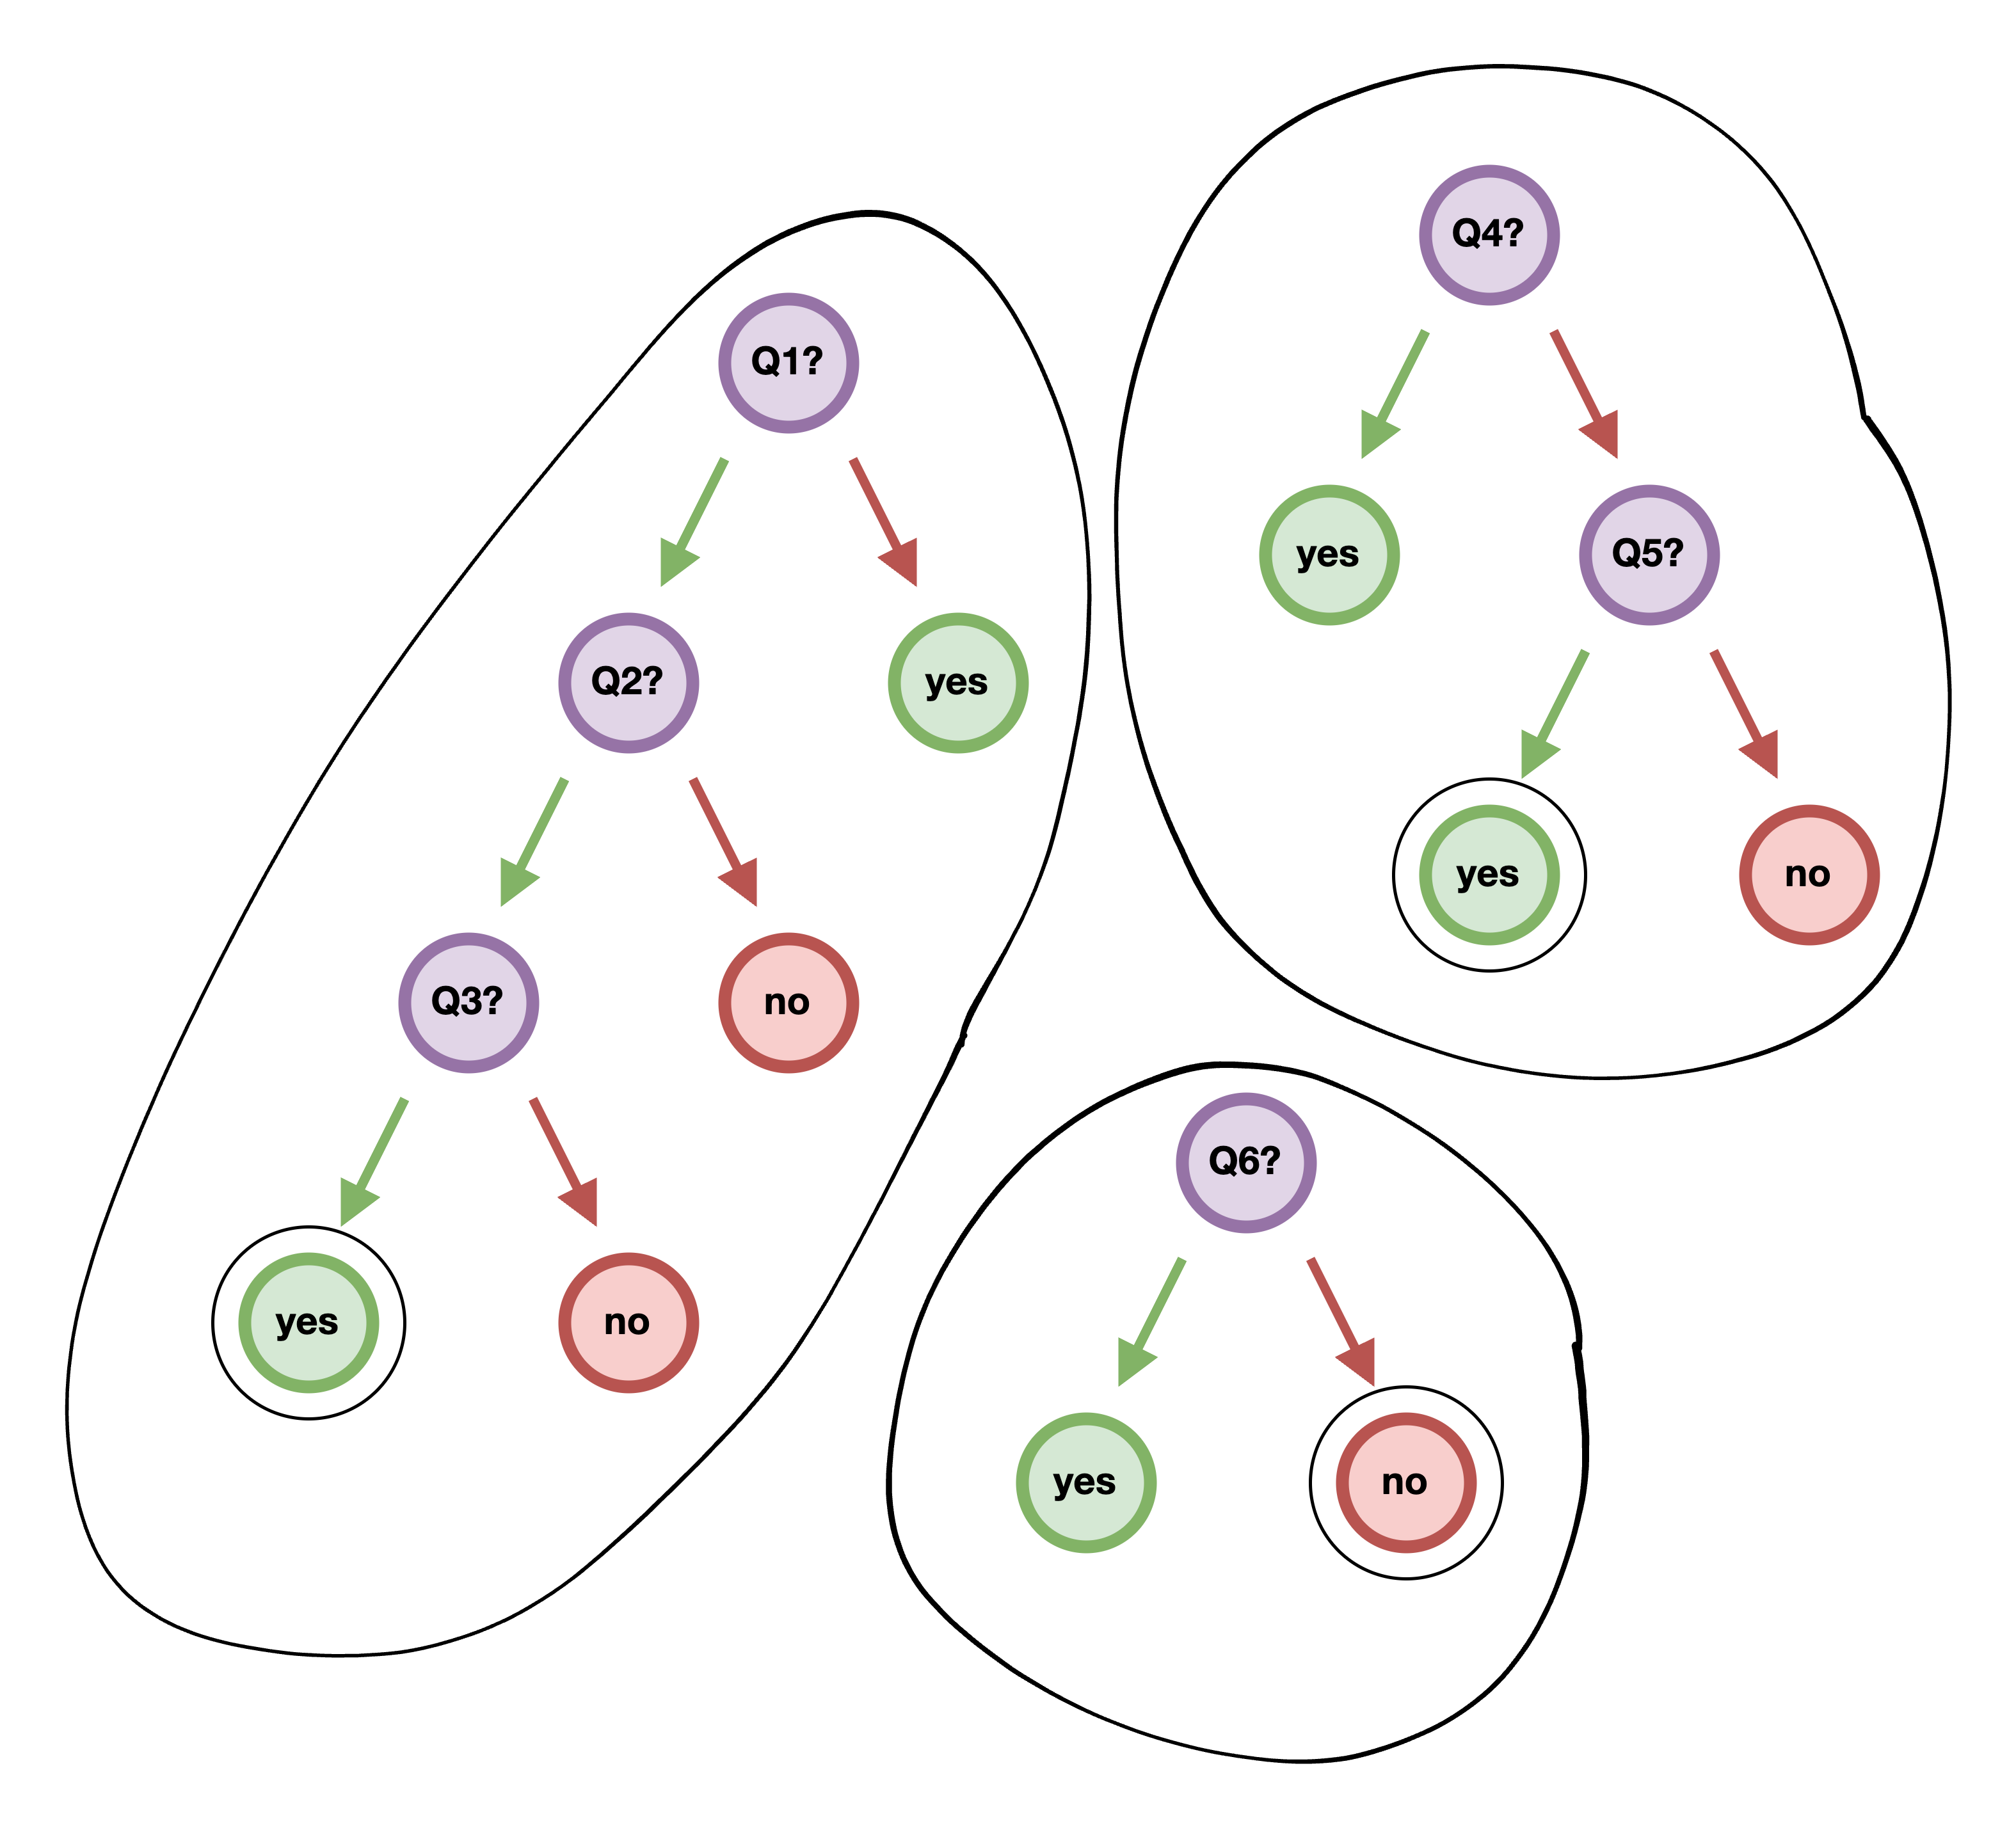 Q1?
Q2?
yes
Q3?
no
yes
no
Q4?
yes
Q5?
yes
no
Q6?
yes
no